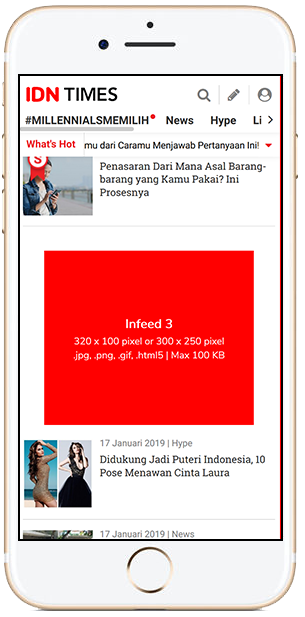 IDN TIMES
#MILLENNIALSMEMILIH News Hype Li
What's Hot mu dari Caramu Menjawab Pertanyaan Ini!
S
Penasaran Dari Mana Asal Barang-
barang yang Kamu Pakai? Ini
Prosesnya
Infeed 3
320 x 100 pixel or 300 x 250 pixel
.jpg, .png, .gif, .html5 | Max 100 KB
17 Januari 2019 | Hype
Didukung Jadi Puteri Indonesia, 10
Pose Menawan Cinta Laura
17 Januari 2019 | News